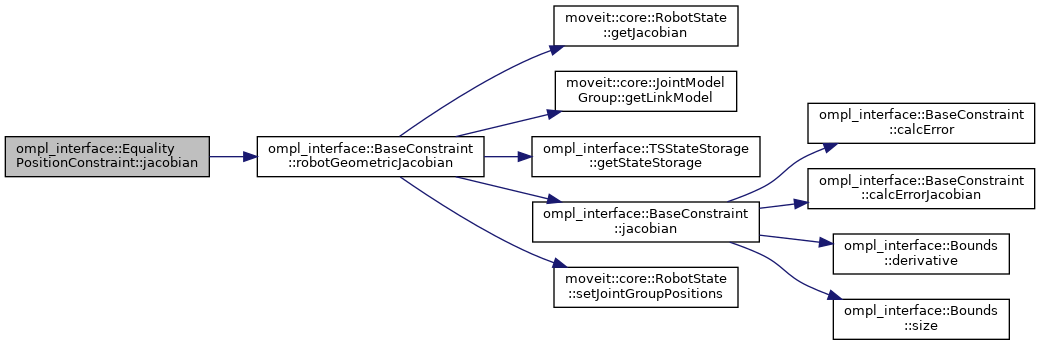 ompl_interface::Equality
PositionConstraint::jacobian
ompl_interface::BaseConstraint
::robotGeometricJacobian
moveit::core::RobotState
::getJacobian
moveit::core::JointModel
Group::getLinkModel
ompl_interface::TSStateStorage
::getStateStorage
ompl_interface::BaseConstraint
::jacobian
moveit::core::RobotState
::setJointGroupPositions
ompl_interface::BaseConstraint
::calcError
ompl_interface::BaseConstraint
::calcErrorJacobian
ompl_interface::Bounds
::derivative
ompl_interface::Bounds
::size